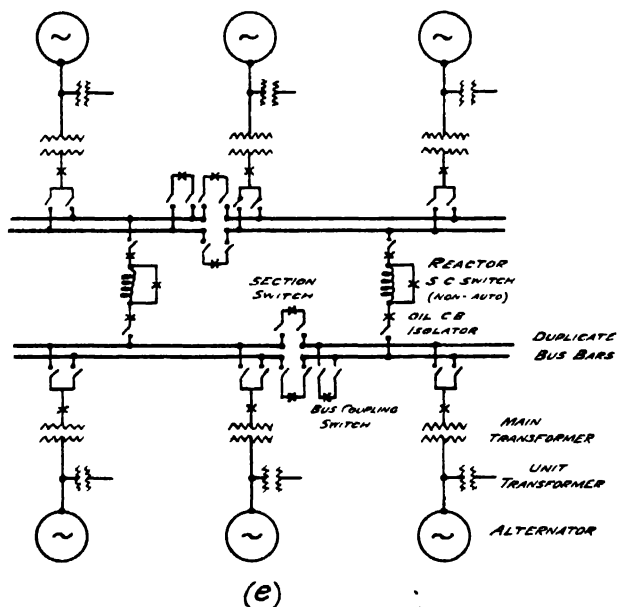 ~ ~ ~
REACTOR
S C SWITCH
(NON-AUTO)
SECTION
SWITCH
OIL C B
ISOLATOR
DUPLICATE
BUS BARS
BUS COUPLING
SWITCH
MAIN
TRANSFORMER
UNIT
TRANSFORMER
~ ~ ~
ALTERNATOR
(e)